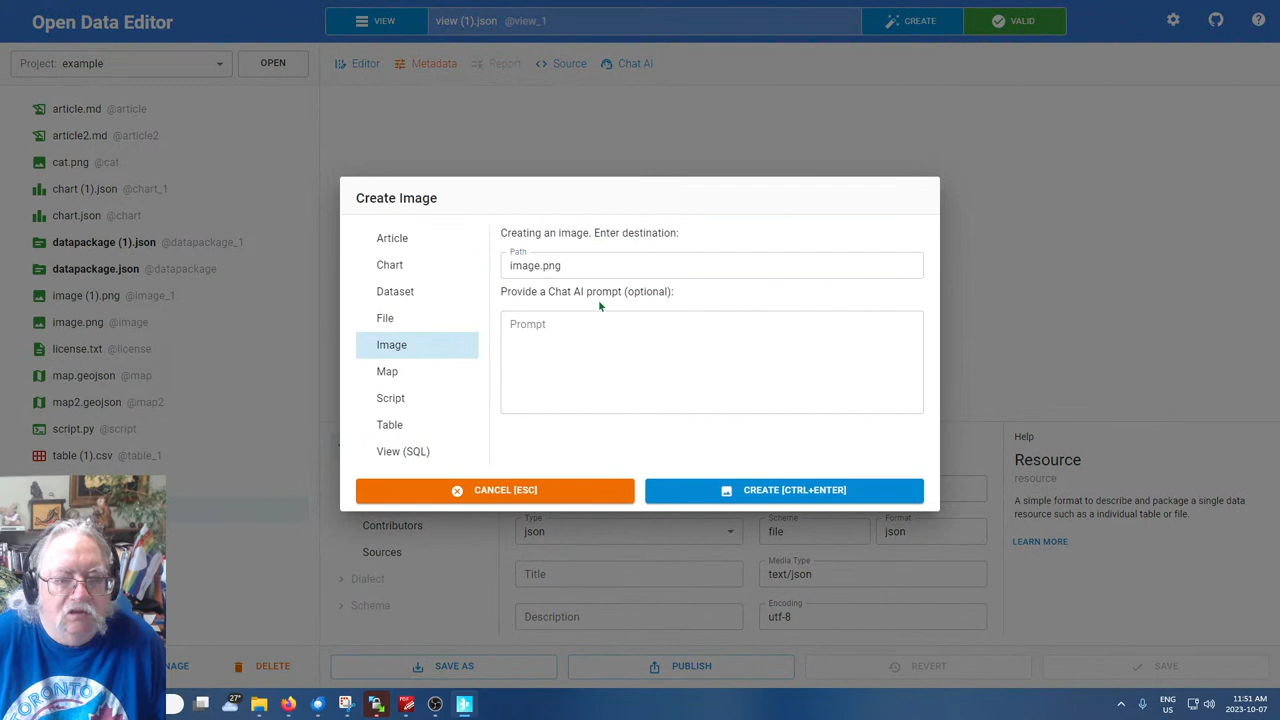 Open Data Editor
VIEW
view (1).json @view_1
CREATE
VALID
Project: example
OPEN
Editor
Metadata
Report
Source
Chat AI
article.md @article
article2.md @article2
cat.png @cat
chart (1).json @chart_1
chart.json @chart
datapackage (1).json @datapackage_1
datapackage.json @datapackage
image (1).png @image_1
image.png @image
license.txt @license
map.geojson @map
map2.geojson @map2
script.py @script
table (1).csv @table_1
Create Image
Article
Chart
Dataset
File
Image
Map
Script
Table
View (SQL)
Creating an image. Enter destination:
Path
image.png
Provide a Chat AI prompt (optional):
Prompt
CANCEL [ESC]
CREATE [CTRL+ENTER]
Contributors
Sources
Dialect
Schema
Type
json
Scheme
file
Format
json
Title
Media Type
text/json
Description
Encoding
utf-8
Help
Resource
resource
A simple format to describe and package a single data
resource such as a individual table or file.
LEARN MORE
DELETE
SAVE AS
PUBLISH
REVERT
SAVE
TORONTO
27°
ENG
US
11:51 AM
2023-10-07